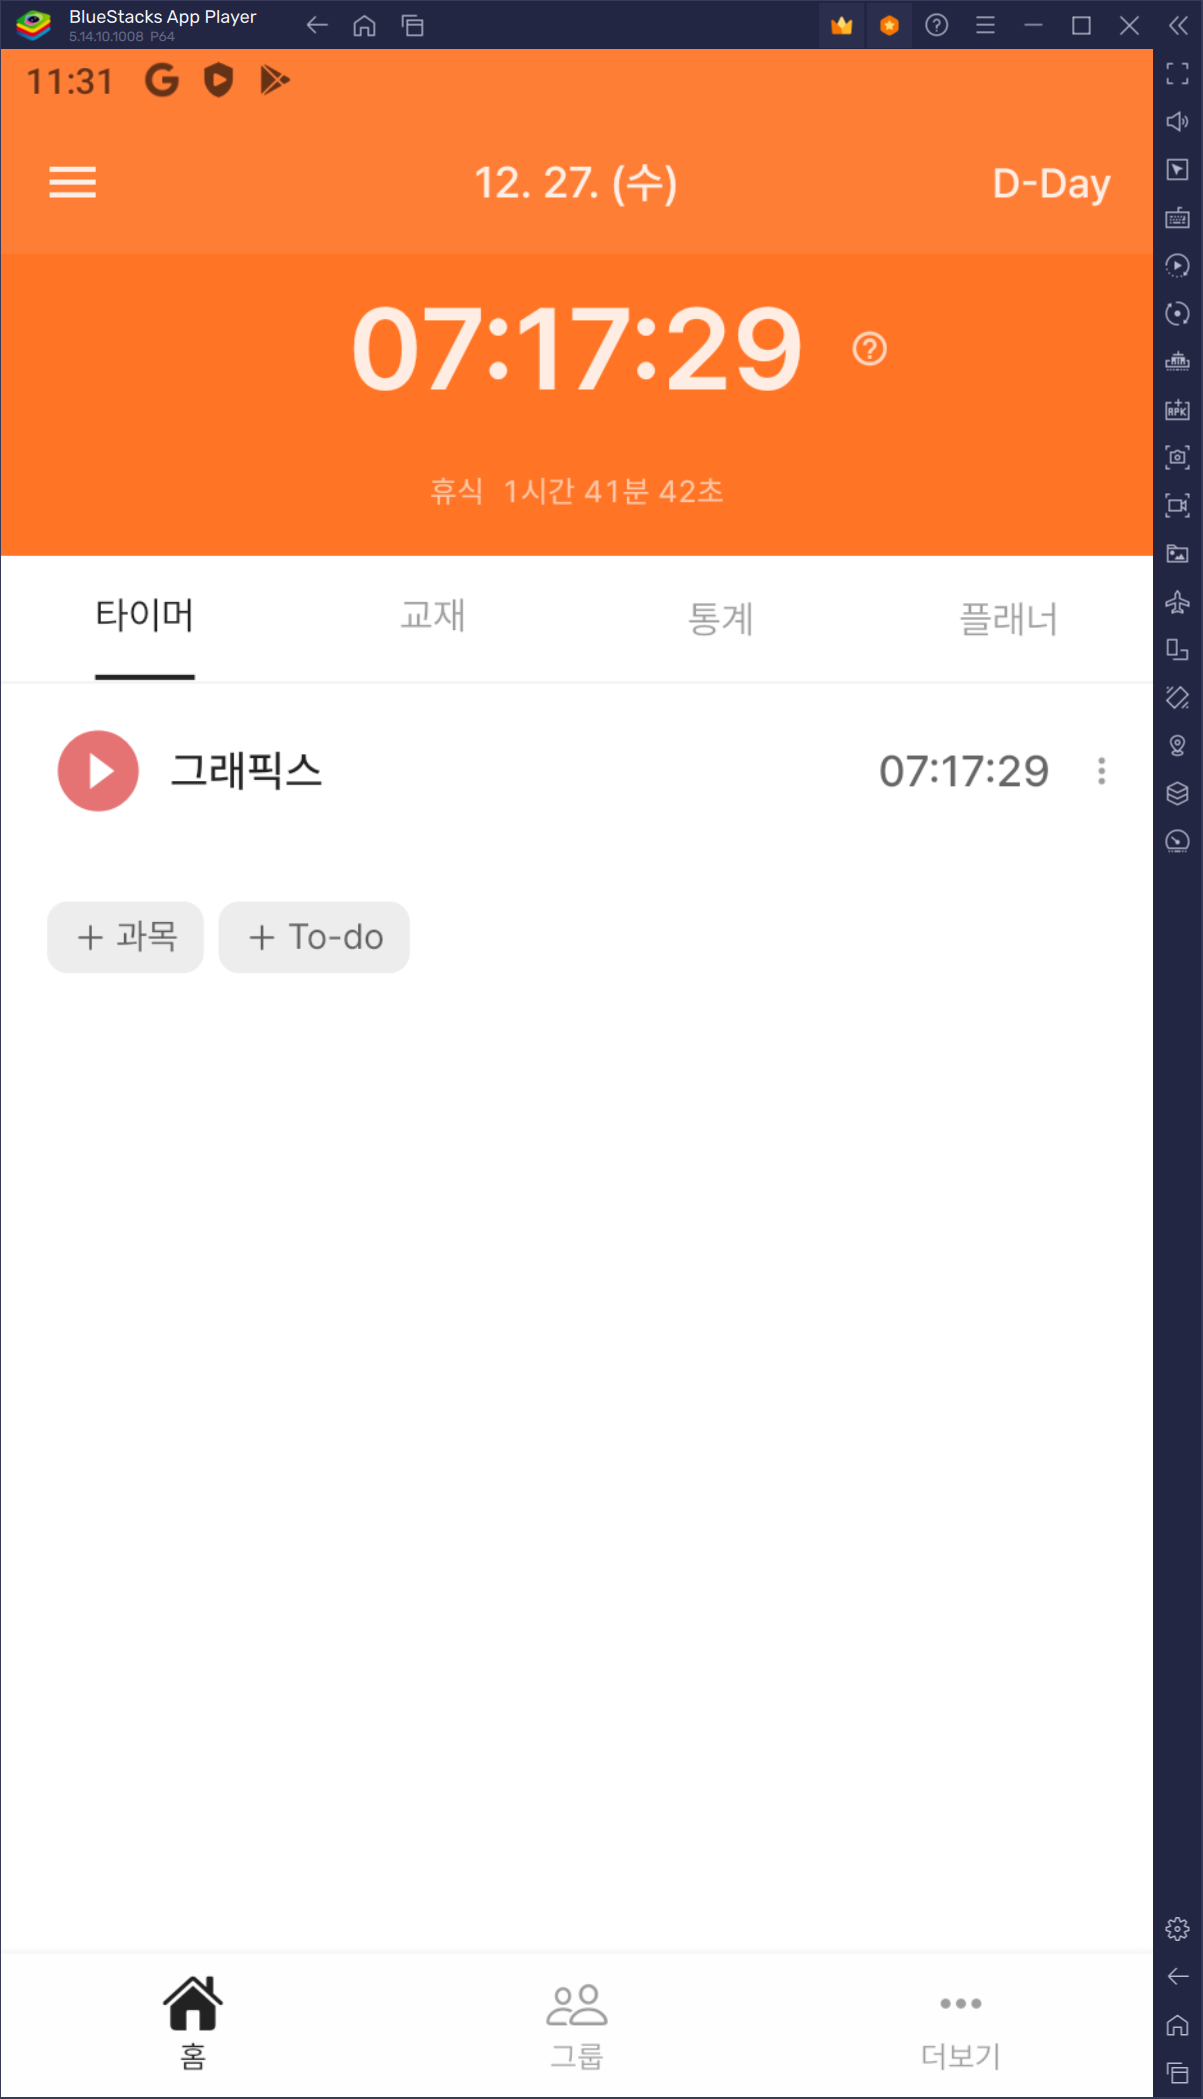 BlueStacks App Player
5.14.10.1008 P64
11:31
12. 27. (수)
D-Day
07:17:29
휴식 1시간 41분 42초
타이머
교재
통계
플래너
그래픽스
07:17:29
+ 과목
+ To-do
홈
그룹
더보기